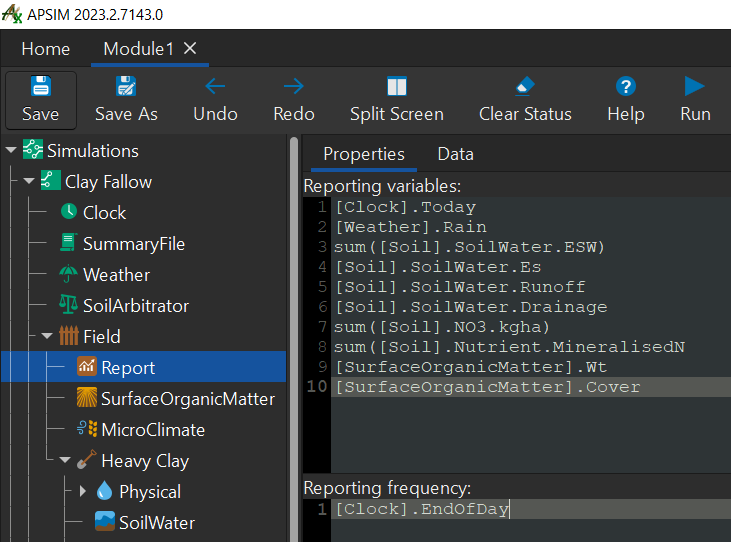 APSIM 2023.2.7143.0
Home Module1
Save Save As Undo Redo Split Screen Clear Status Help Run
Simulations
Clay Fallow
Clock
SummaryFile
Weather
SoilArbitrator
Field
Report
SurfaceOrganicMatter
MicroClimate
Heavy Clay
Physical
SoilWater
Properties Data
Reporting variables:
1 [Clock].Today
2 [Weather].Rain
3 sum([Soil].SoilWater.ESW)
4 [Soil].SoilWater.Es
5 [Soil].SoilWater.Runoff
6 [Soil].SoilWater.Drainage
7 sum([Soil].NO3.kgha)
8 sum([Soil].Nutrient.MineralisedN
9 [SurfaceOrganicMatter].Wt
10 [SurfaceOrganicMatter].Cover
Reporting frequency:
1 [Clock].EndOfDay